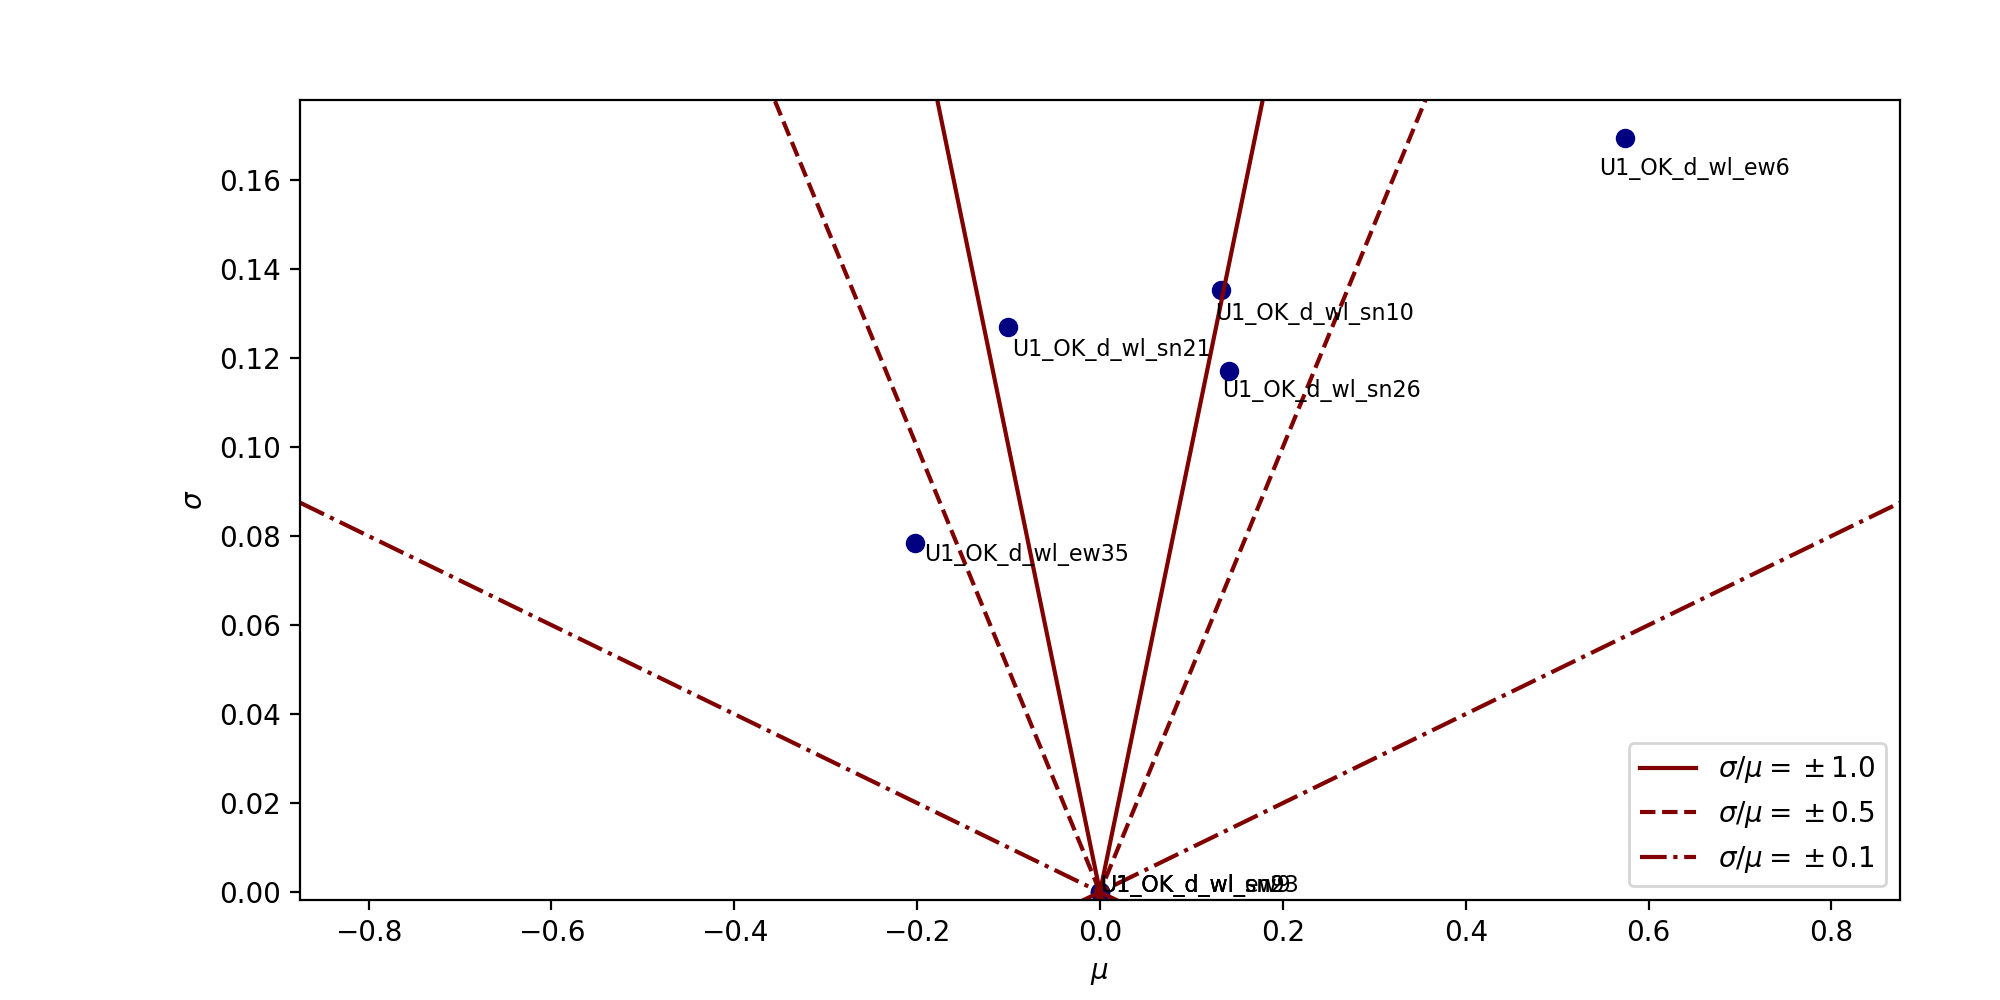 0.16
0.14
0.12
0.10
0.08
0.06
0.04
0.02
0.00
σ
U1_OK_d_wl_ew6
U1_OK_d_wl_sn10
U1_OK_d_wl_sn21
U1_OK_d_wl_sn26
U1_OK_d_wl_ew35
U1_OK_d_wl
σ/μ = ±1.0
σ/μ = ±0.5
σ/μ = ±0.1
−0.8 −0.6 −0.4 −0.2 0.0 0.2 0.4 0.6 0.8
μ